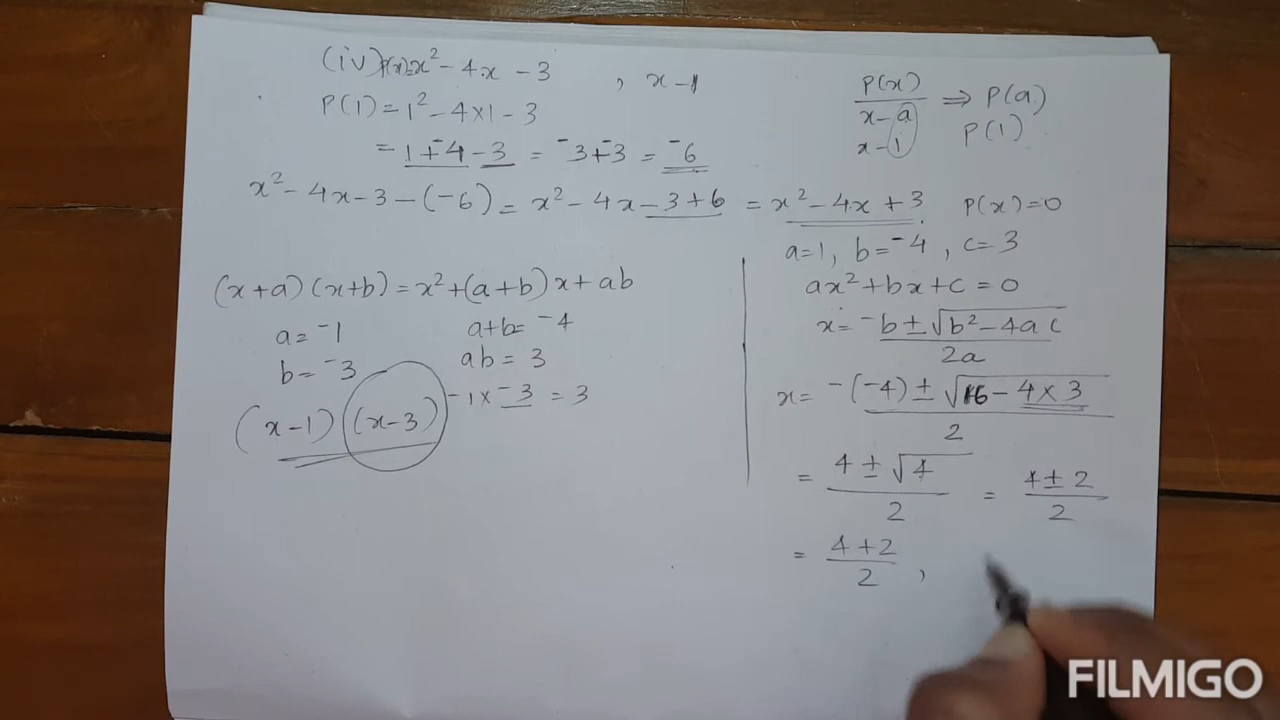 (iv) P(x)=x² - 4x - 3 , x-1
P(1) = 1² - 4×1 - 3
= 1 + ⁻4 - 3 = ⁻3 + ⁻3 = ⁻6
P(x)/(x-a) ⇒ P(a)
x-1 P(1)
x² - 4x - 3 - (-6) = x² - 4x - 3 + 6 = x² - 4x + 3 P(x)=0
(x+a)(x+b) = x² + (a+b)x + ab
a = ⁻1 a+b = ⁻4
b = ⁻3 ab = 3
⁻1 × ⁻3 = 3
(x-1)(x-3)
a=1, b=⁻4, c=3
ax² + bx + c = 0
x = (⁻b ± √(b² - 4ac))/2a
x = (⁻(-4) ± √(16 - 4×3))/2
= (4 ± √4)/2 = (4 ± 2)/2
= (4+2)/2 ,
FILMIGO